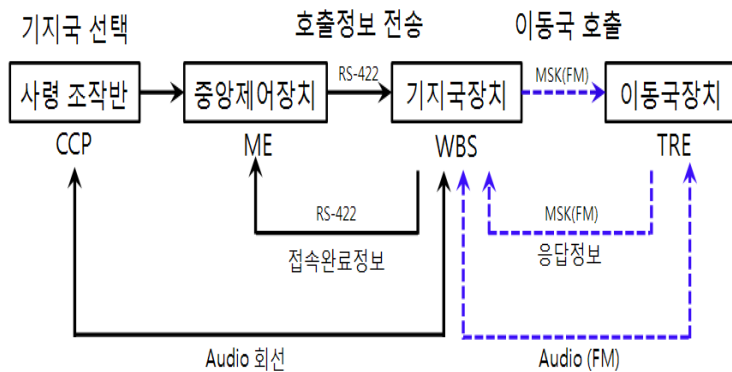 기지국 선택
호출정보 전송
이동국 호출
사령 조작반
중앙제어장치
RS-422
기지국장치
MSK(FM)
이동국장치
CCP
ME
WBS
TRE
RS-422
접속완료정보
MSK(FM)
응답정보
Audio 회선
Audio (FM)